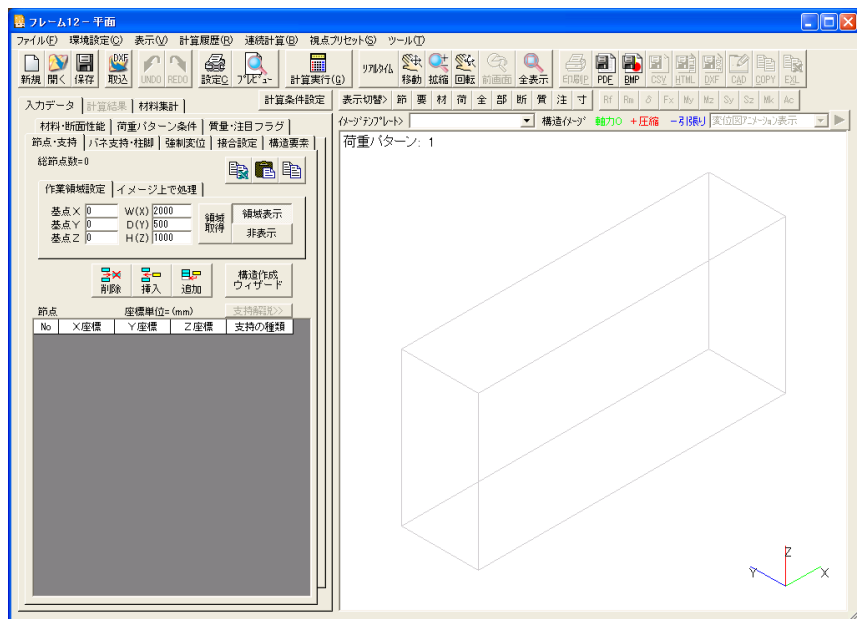 フレーム12－平面
ファイル(F) 環境設定(C) 表示(V) 計算履歴(R) 連続計算(B) 視点プリセット(S) ツール(T)
新規 開く 保存 取込 UNDO REDO 設定C プレビュー 計算実行(G) リアルタイム 移動 拡縮 回転 前画面 全表示 印刷P PDF BMP CSV HTML DXF CAD COPY EXL
入力データ 計算結果 材料集計 計算条件設定 表示切替> 節 要 材 荷 全 部 断 質 注 寸 Rf Rm δ Fx My Mz Sy Sz Mk Ac
イメージテンプレート> 構造イメージ 軸力0 +圧縮 -引張り 変位図アニメーション表示
材料・断面性能 荷重パターン条件 質量・注目フラグ
節点・支持 バネ支持・柱脚 強制変位 接合設定 構造要素
荷重パターン: 1
総節点数=0
作業領域設定 イメージ上で処理
基点X 0 W(X) 2000
基点Y 0 D(Y) 500
基点Z 0 H(Z) 1000
領域取得 領域表示
非表示
削除 挿入 追加 構造作成
ウィザード
節点 座標単位=(mm) 支持解説>>
No X座標 Y座標 Z座標 支持の種類
Z
Y X